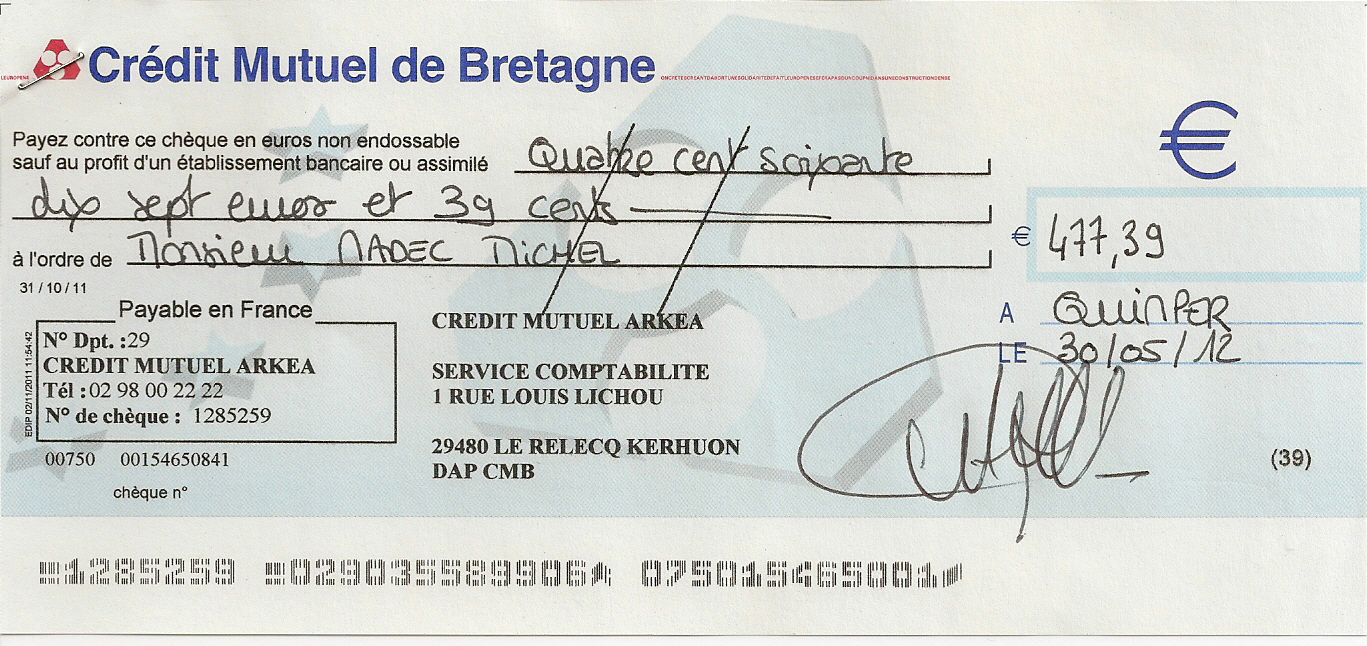 Crédit Mutuel de Bretagne
Payez contre ce chèque en euros non endossable
sauf au profit d'un établissement bancaire ou assimilé
Quatre cent soixante
dix sept euros et 39 cents
€ 477,39
à l'ordre de Monsieur NADEC MICHEL
31 / 10 / 11
Payable en France
N° Dpt. :29
CREDIT MUTUEL ARKEA
Tél : 02 98 00 22 22
N° de chèque : 1285259
EDIP 02/11/2011 11:54:42
00750 00154650841
chèque n°
CREDIT MUTUEL ARKEA
SERVICE COMPTABILITE
1 RUE LOUIS LICHOU
29480 LE RELECQ KERHUON
DAP CMB
A QUIMPER
LE 30/05/12
(39)
1285259 029035589906 075015465001